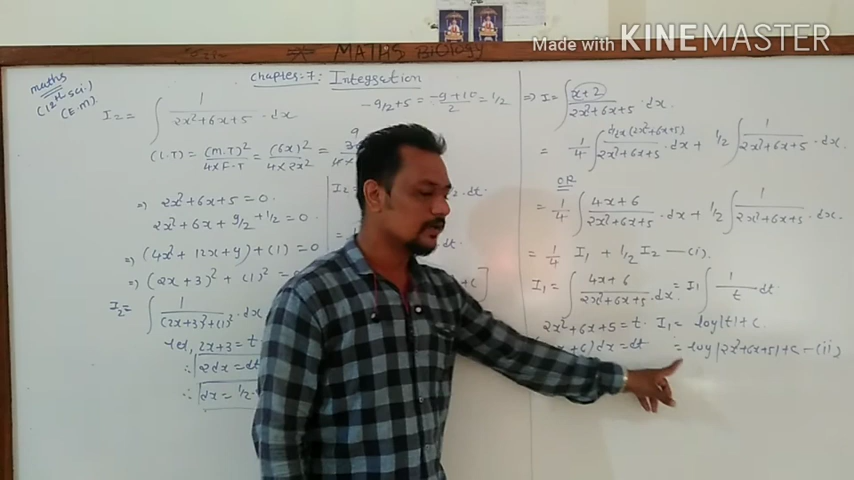 Made with KINEMASTER
* MATHS BIOLOGY
maths
(12th sci.)
(E.M)
Chapter-7: Integration
I2 = ∫ 1/(2x²+6x+5) · dx
-9/2+5 = (-9+10)/2 = 1/2
(L.T) = (M.T)²/(4×F.T) = (6x)²/(4×2x²) =
⇒ 2x²+6x+5 = 0
2x²+6x+9/2+1/2 = 0
⇒ (4x²+12x+9)+(1) = 0
⇒ (2x+3)²+(1)² =
I2 = ∫ 1/((2x+3)²+(1)²) · dx
Let, 2x+3 = t
∴ 2dx = dt
∴ dx = 1/2
I2 =
· dt
dt
+c]
⇒ I = ∫ (x+2)/(2x²+6x+5) · dx.
= 1/4 ∫ d/dx(2x²+6x+5)/(2x²+6x+5) · dx + 1/2 ∫ 1/(2x²+6x+5) · dx
OR
= 1/4 ∫ (4x+6)/(2x²+6x+5) · dx + 1/2 ∫ 1/(2x²+6x+5) · dx.
= 1/4 I1 + 1/2 I2 —(i).
I1 = ∫ (4x+6)/(2x²+6x+5) · dx = I1 ∫ 1/t dt
2x²+6x+5 = t. I1 = log|t|+c.
x+6)dx = dt = log|2x²+6x+5|+c —(ii)